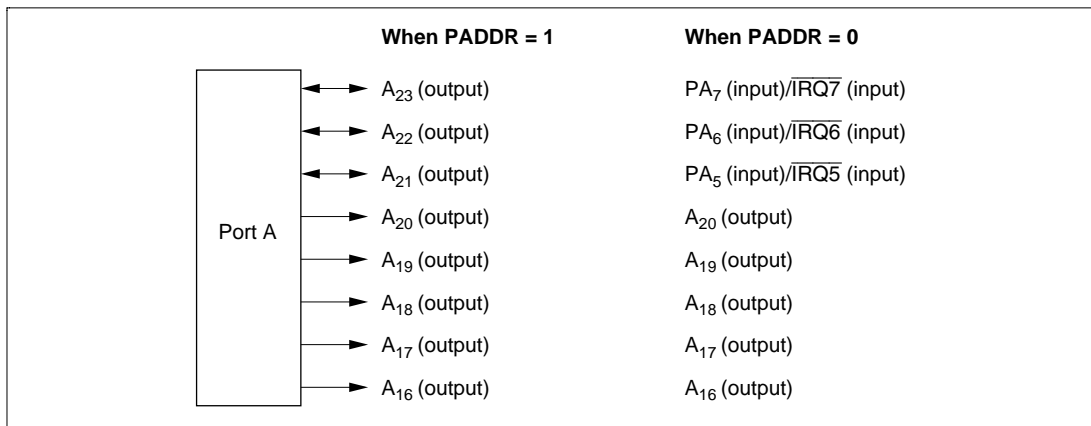 When PADDR = 1 When PADDR = 0
A23 (output) PA7 (input)/IRQ7 (input)
A22 (output) PA6 (input)/IRQ6 (input)
A21 (output) PA5 (input)/IRQ5 (input)
A20 (output) A20 (output)
Port A
A19 (output) A19 (output)
A18 (output) A18 (output)
A17 (output) A17 (output)
A16 (output) A16 (output)